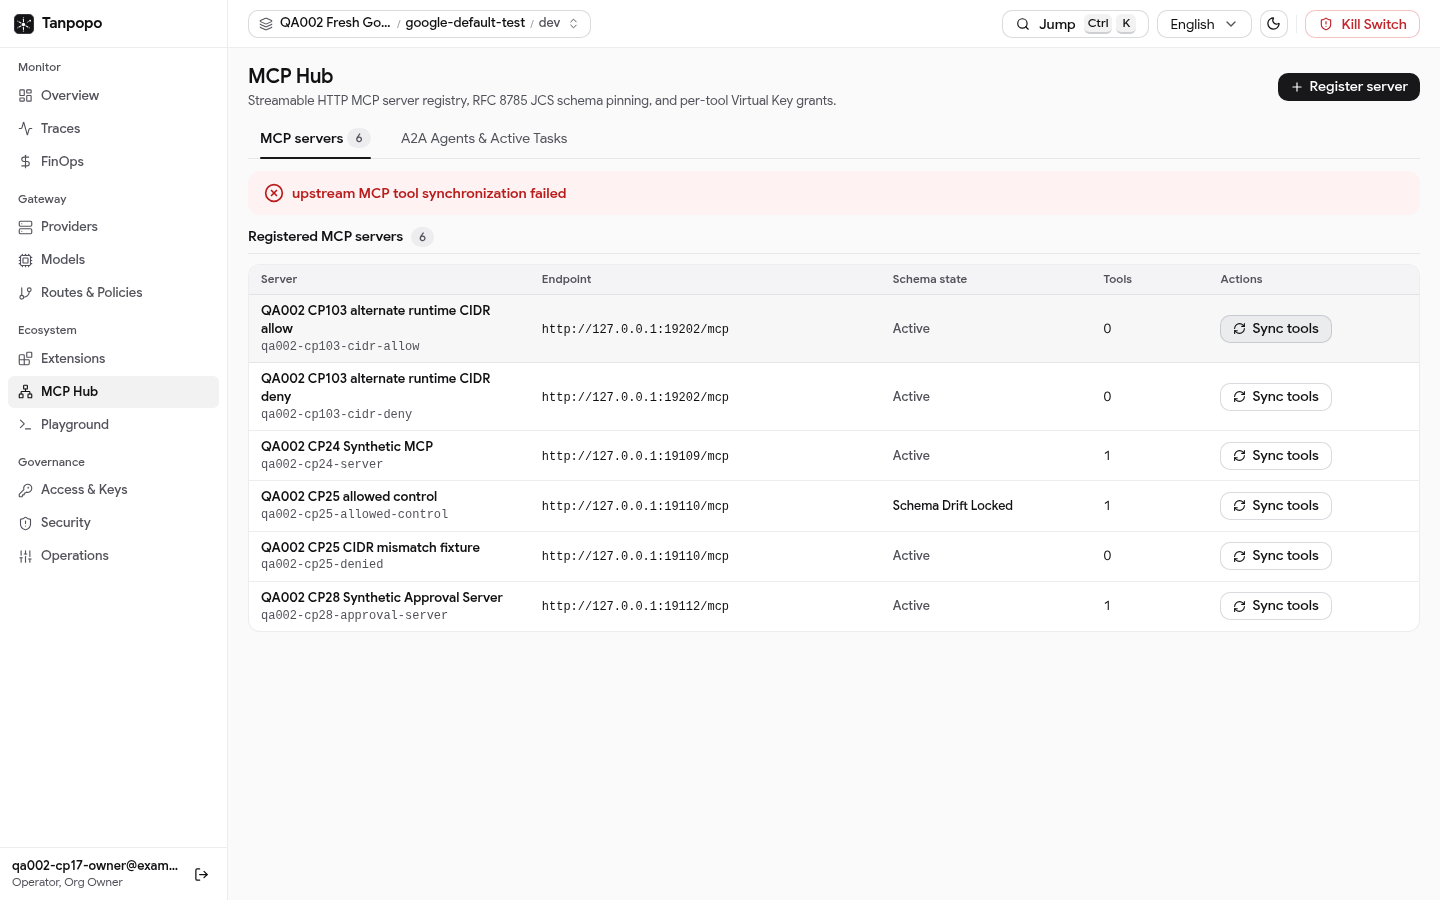 Tanpopo
QA002 Fresh Go... / google-default-test / dev
Jump Ctrl K
English
Kill Switch
Monitor
Overview
Traces
FinOps
Gateway
Providers
Models
Routes & Policies
Ecosystem
Extensions
MCP Hub
Playground
Governance
Access & Keys
Security
Operations
qa002-cp17-owner@exam...
Operator, Org Owner
MCP Hub
Streamable HTTP MCP server registry, RFC 8785 JCS schema pinning, and per-tool Virtual Key grants.
+ Register server
MCP servers 6
A2A Agents & Active Tasks
upstream MCP tool synchronization failed
Registered MCP servers 6
Server Endpoint Schema state Tools Actions
QA002 CP103 alternate runtime CIDR
allow
qa002-cp103-cidr-allow
http://127.0.0.1:19202/mcp Active 0 Sync tools
QA002 CP103 alternate runtime CIDR
deny
qa002-cp103-cidr-deny
http://127.0.0.1:19202/mcp Active 0 Sync tools
QA002 CP24 Synthetic MCP
qa002-cp24-server
http://127.0.0.1:19109/mcp Active 1 Sync tools
QA002 CP25 allowed control
qa002-cp25-allowed-control
http://127.0.0.1:19110/mcp Schema Drift Locked 1 Sync tools
QA002 CP25 CIDR mismatch fixture
qa002-cp25-denied
http://127.0.0.1:19110/mcp Active 0 Sync tools
QA002 CP28 Synthetic Approval Server
qa002-cp28-approval-server
http://127.0.0.1:19112/mcp Active 1 Sync tools